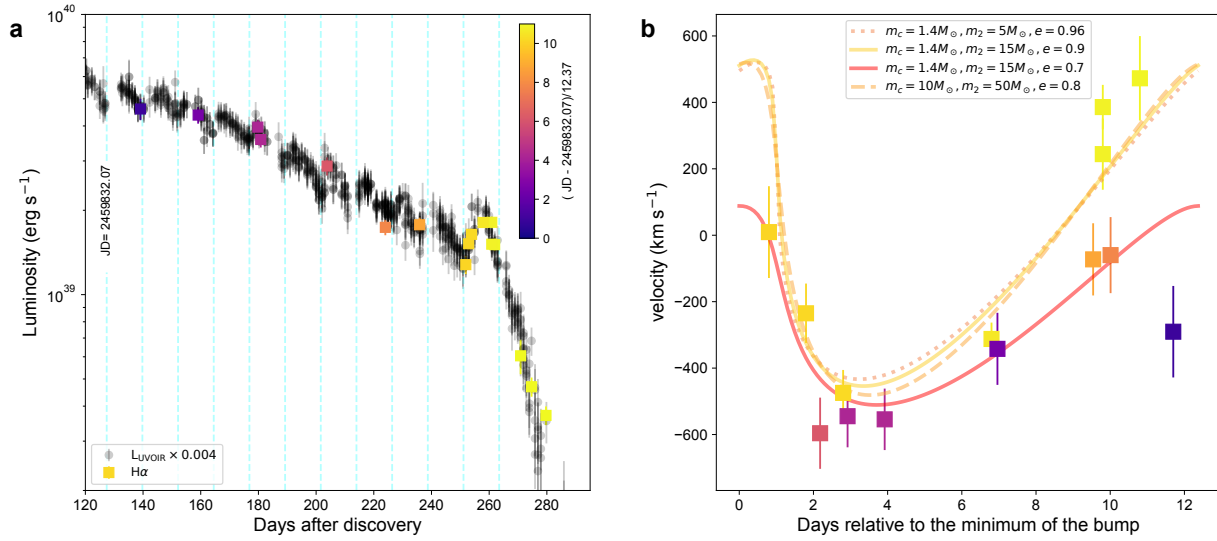 a
10⁴⁰
10³⁹
Luminosity (erg s⁻¹)
JD= 2459832.07
10
8
6
4
2
0
( JD - 2459832.07)/12.37
L_UVOIR × 0.004
Hα
120 140 160 180 200 220 240 260 280
Days after discovery
b
m_c = 1.4M_⊙, m_2 = 5M_⊙, e = 0.96
m_c = 1.4M_⊙, m_2 = 15M_⊙, e = 0.9
m_c = 1.4M_⊙, m_2 = 15M_⊙, e = 0.7
m_c = 10M_⊙, m_2 = 50M_⊙, e = 0.8
600
400
200
0
−200
−400
−600
velocity (km s⁻¹)
0 2 4 6 8 10 12
Days relative to the minimum of the bump